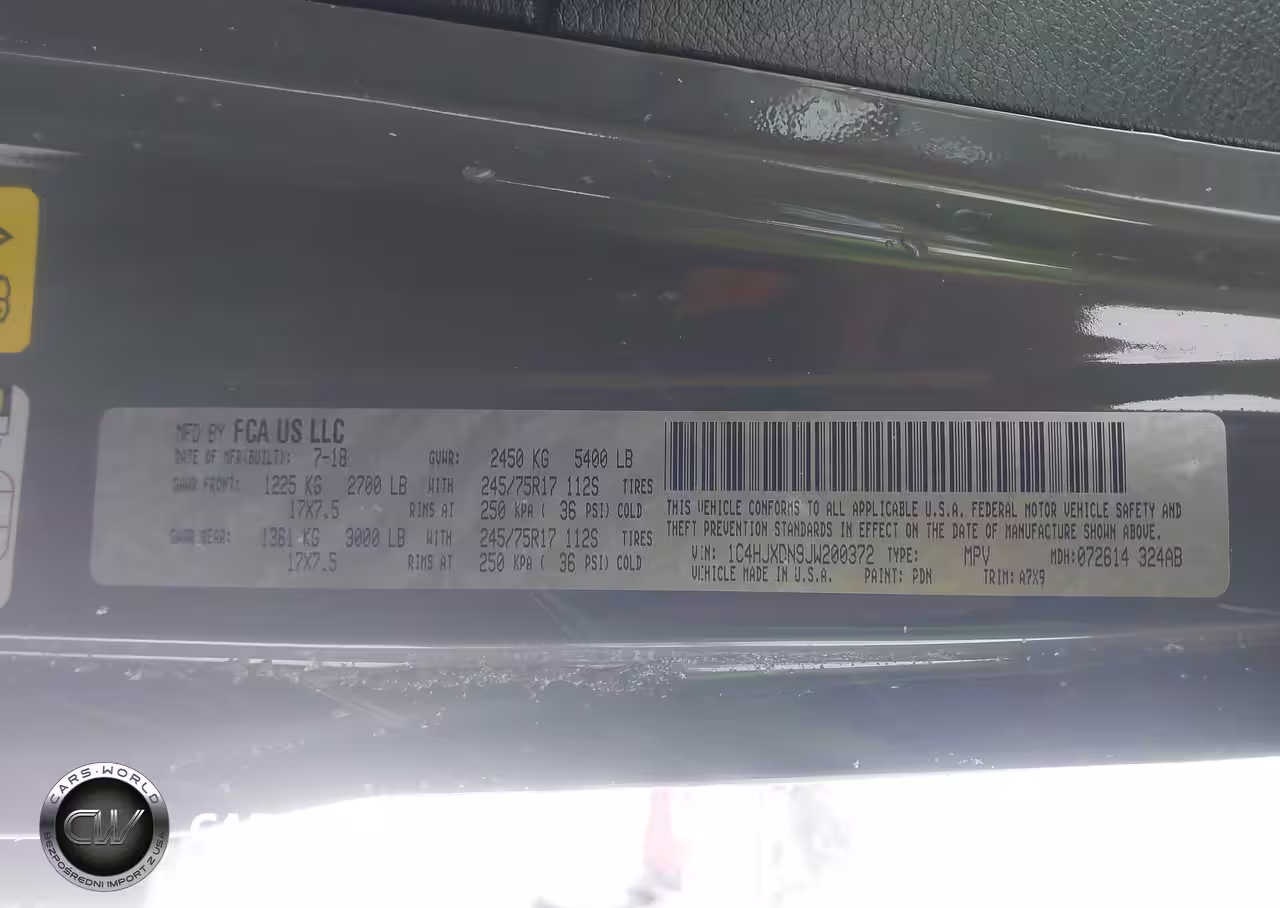 MFD BY FCA US LLC
DATE OF MFR(BUILT): 7-18 GVWR: 2450 KG 5400 LB
GAWR FRONT: 1225 KG 2700 LB WITH 245/75R17 112S TIRES
17X7.5 RIMS AT 250 KPA ( 36 PSI) COLD
GAWR REAR: 1361 KG 3000 LB WITH 245/75R17 112S TIRES
17X7.5 RIMS AT 250 KPA ( 36 PSI) COLD
THIS VEHICLE CONFORMS TO ALL APPLICABLE U.S.A. FEDERAL MOTOR VEHICLE SAFETY AND
THEFT PREVENTION STANDARDS IN EFFECT ON THE DATE OF MANUFACTURE SHOWN ABOVE.
VIN: 1C4HJXDN9JW200372 TYPE: MPV MDH:072614 324AB
VEHICLE MADE IN U.S.A. PAINT: PDN TRIM: A7X9
CARS·WORLD
CW
BEZPOŚREDNI IMPORT Z USA